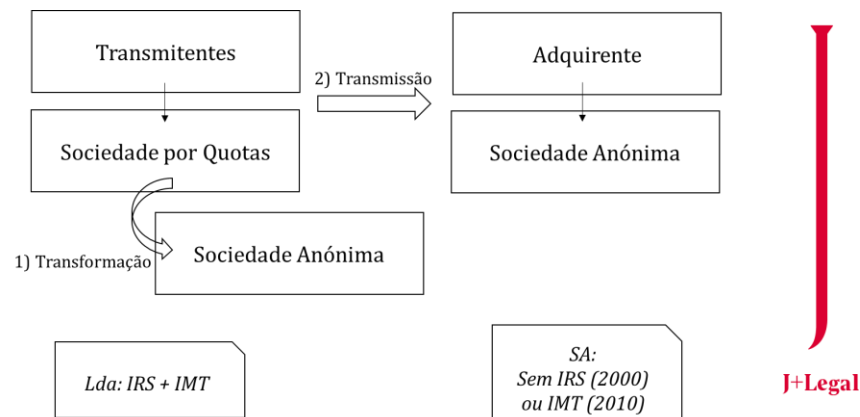 Transmitentes
2) Transmissão
Adquirente
Sociedade por Quotas
Sociedade Anónima
1) Transformação
Sociedade Anónima
Lda: IRS + IMT
SA:
Sem IRS (2000)
ou IMT (2010)
J+Legal